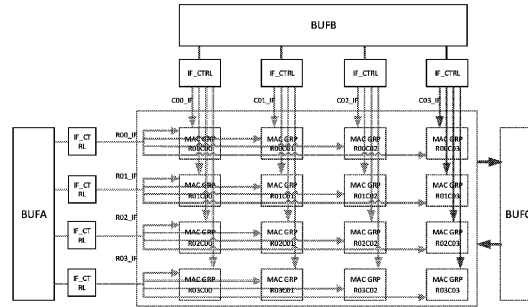 BUFB
IF_CTRL IF_CTRL IF_CTRL IF_CTRL
C00_IF C01_IF C02_IF C03_IF
R00_IF
IF_CT
RL
MAC GRP MAC GRP MAC GRP MAC GRP
R00C00 R00C01 R00C02 R00C03
R01_IF
IF_CT
RL
MAC GRP MAC GRP MAC GRP MAC GRP
R01C00 R01C01 R01C02 R01C03
BUFA
BUFC
R02_IF
IF_CT
RL
MAC GRP MAC GRP MAC GRP MAC GRP
R02C00 R02C01 R02C02 R02C03
R03_IF
IF_CT
RL
MAC GRP MAC GRP MAC GRP MAC GRP
R03C00 R03C01 R03C02 R03C03